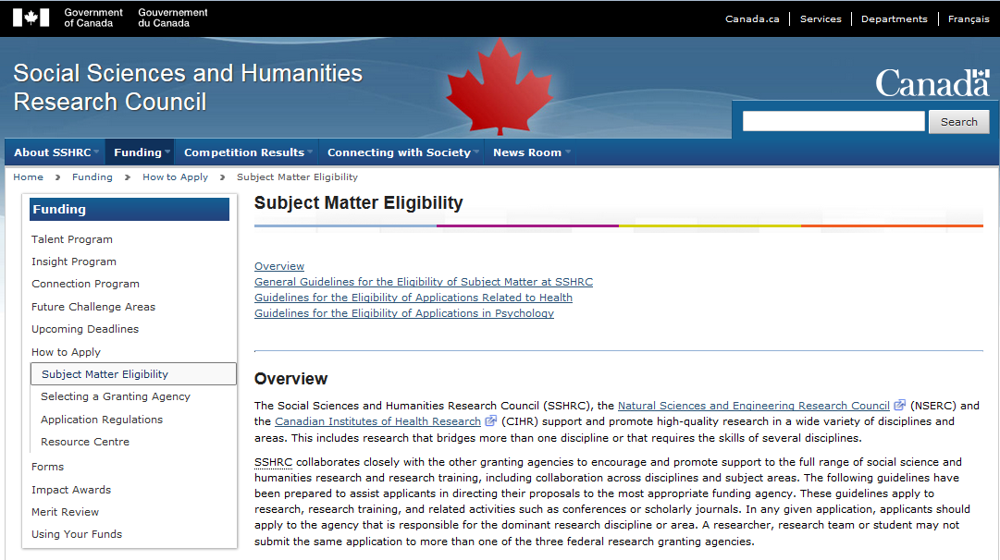 Government of Canada
Gouvernement du Canada
Canada.ca
Services
Departments
Français
Social Sciences and Humanities
Research Council
Canada
Search
About SSHRC
Funding
Competition Results
Connecting with Society
News Room
Home > Funding > How to Apply > Subject Matter Eligibility
Funding
Talent Program
Insight Program
Connection Program
Future Challenge Areas
Upcoming Deadlines
How to Apply
Subject Matter Eligibility
Selecting a Granting Agency
Application Regulations
Resource Centre
Forms
Impact Awards
Merit Review
Using Your Funds
Subject Matter Eligibility
Overview
General Guidelines for the Eligibility of Subject Matter at SSHRC
Guidelines for the Eligibility of Applications Related to Health
Guidelines for the Eligibility of Applications in Psychology
Overview
The Social Sciences and Humanities Research Council (SSHRC), the Natural Sciences and Engineering Research Council (NSERC) and
the Canadian Institutes of Health Research (CIHR) support and promote high-quality research in a wide variety of disciplines and
areas. This includes research that bridges more than one discipline or that requires the skills of several disciplines.
SSHRC collaborates closely with the other granting agencies to encourage and promote support to the full range of social science and
humanities research and research training, including collaboration across disciplines and subject areas. The following guidelines have
been prepared to assist applicants in directing their proposals to the most appropriate funding agency. These guidelines apply to
research, research training, and related activities such as conferences or scholarly journals. In any given application, applicants should
apply to the agency that is responsible for the dominant research discipline or area. A researcher, research team or student may not
submit the same application to more than one of the three federal research granting agencies.